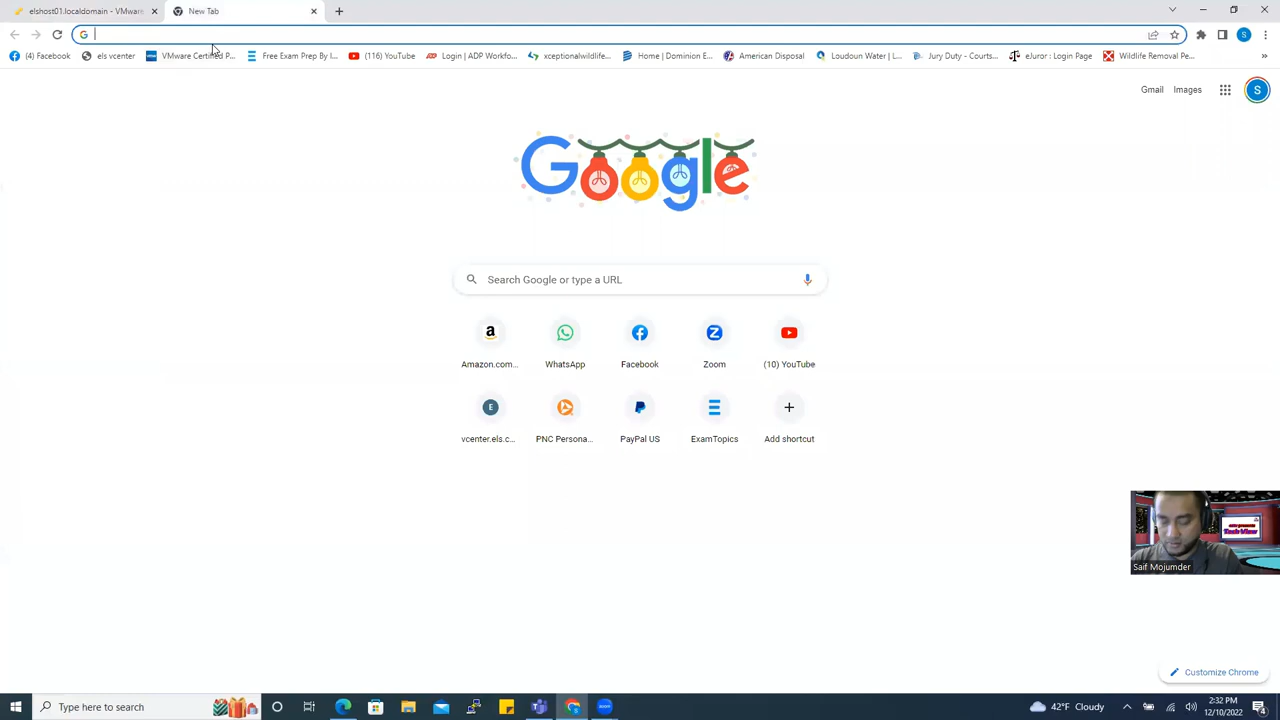 elshost01.localdomain - VMware
New Tab
(4) Facebook
els vcenter
VMware Certified P...
Free Exam Prep By I...
(116) YouTube
Login | ADP Workfo...
xceptionalwildlife...
Home | Dominion E...
American Disposal
Loudoun Water | L...
Jury Duty - Courts...
eJuror : Login Page
Wildlife Removal Pe...
Gmail
Images
S
Google
Search Google or type a URL
Amazon.com...
WhatsApp
Facebook
Zoom
(10) YouTube
vcenter.els.c...
PNC Persona...
PayPal US
ExamTopics
Add shortcut
Tech View
Saif Mojumder
Customize Chrome
Type here to search
42°F Cloudy
2:32 PM
12/10/2022